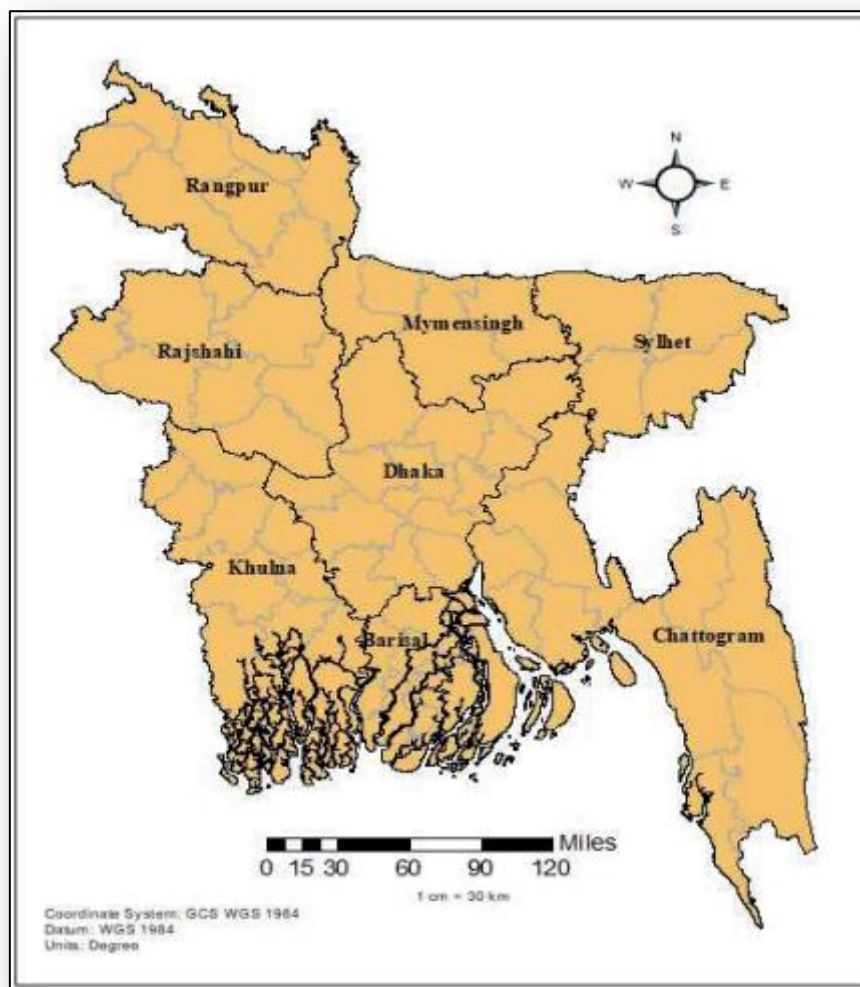 N
W E
S
Rangpur
Mymensingh
Sylhet
Rajshahi
Dhaka
Khulna
Barisal
Chattogram
Miles
0 15 30 60 90 120
1 cm = 30 km
Coordinate System: GCS WGS 1984
Datum: WGS 1984
Units: Degree